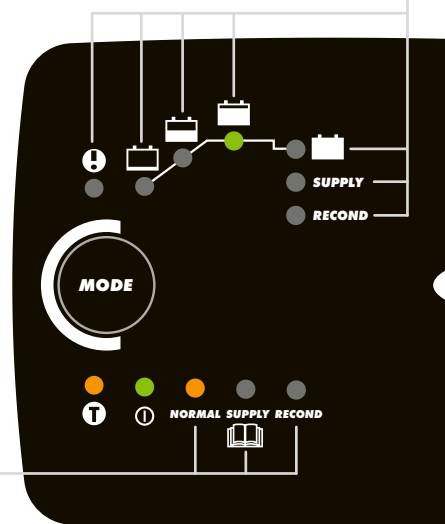 SUPPLY
RECOND
MODE
T
NORMAL SUPPLY RECOND